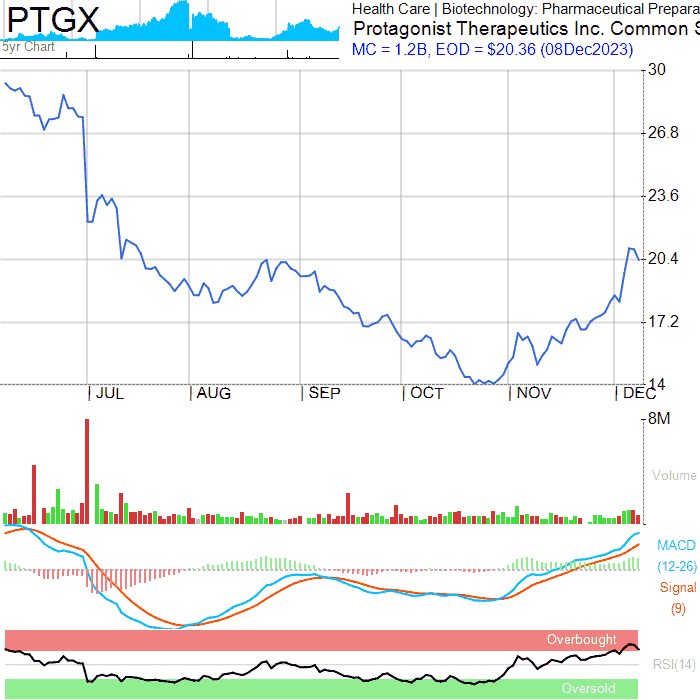 PTGX
5yr Chart
Health Care | Biotechnology: Pharmaceutical Prepara
Protagonist Therapeutics Inc. Common S
MC = 1.2B, EOD = $20.36 (08Dec2023)
30
26.8
23.6
20.4
17.2
14
JUL AUG SEP OCT NOV DEC
8M
Volume
MACD
(12-26)
Signal
(9)
Overbought
RSI(14)
Oversold